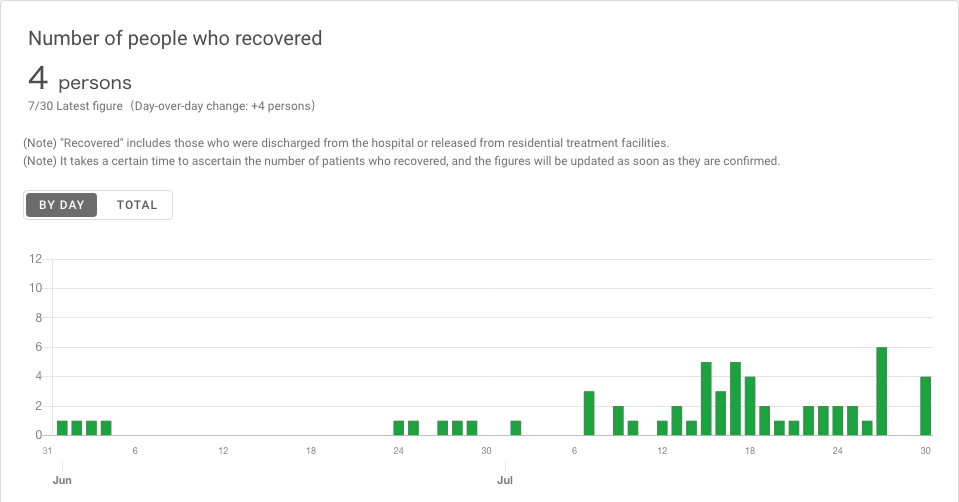 Number of people who recovered
4 persons
7/30 Latest figure（Day-over-day change: +4 persons）
(Note) "Recovered" includes those who were discharged from the hospital or released from residential treatment facilities.
(Note) It takes a certain time to ascertain the number of patients who recovered, and the figures will be updated as soon as they are confirmed.
BY DAY TOTAL
12
10
8
6
4
2
0
31 6 12 18 24 30 6 12 18 24 30
Jun Jul